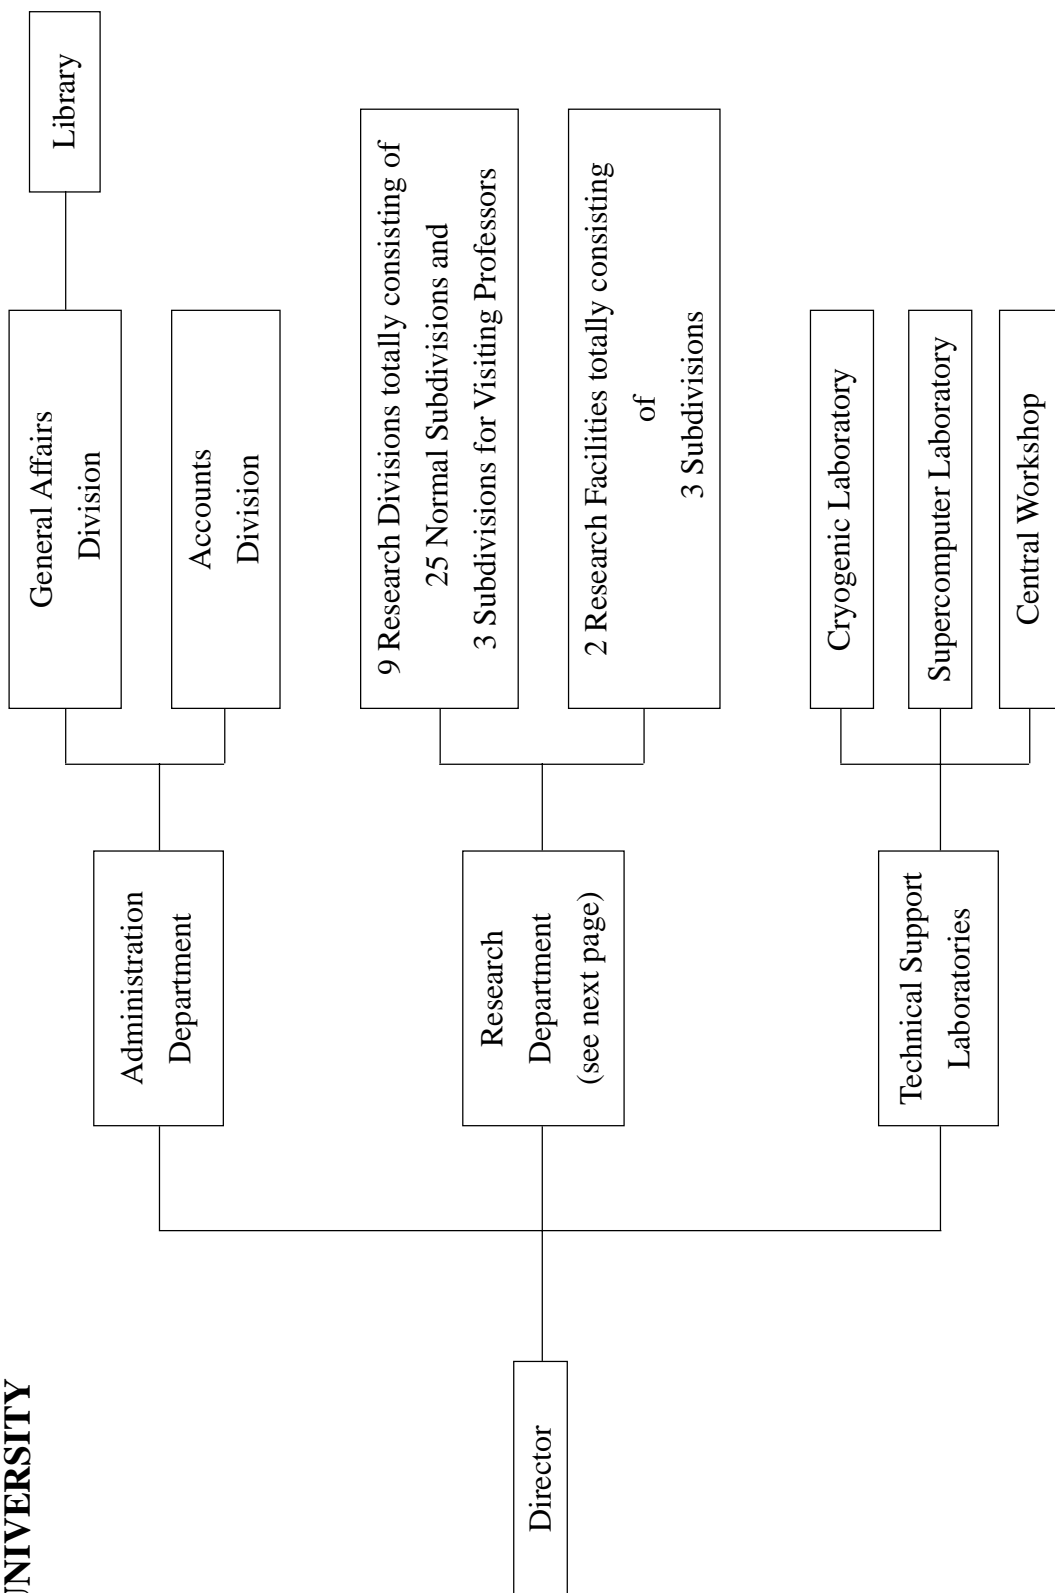 UNIVERSITY
Director
Administration
Department
Research
Department
(see next page)
Technical Support
Laboratories
General Affairs
Division
Accounts
Division
9 Research Divisions totally consisting of
25 Normal Subdivisions and
3 Subdivisions for Visiting Professors
2 Research Facilities totally consisting
of
3 Subdivisions
Cryogenic Laboratory
Supercomputer Laboratory
Central Workshop
Library